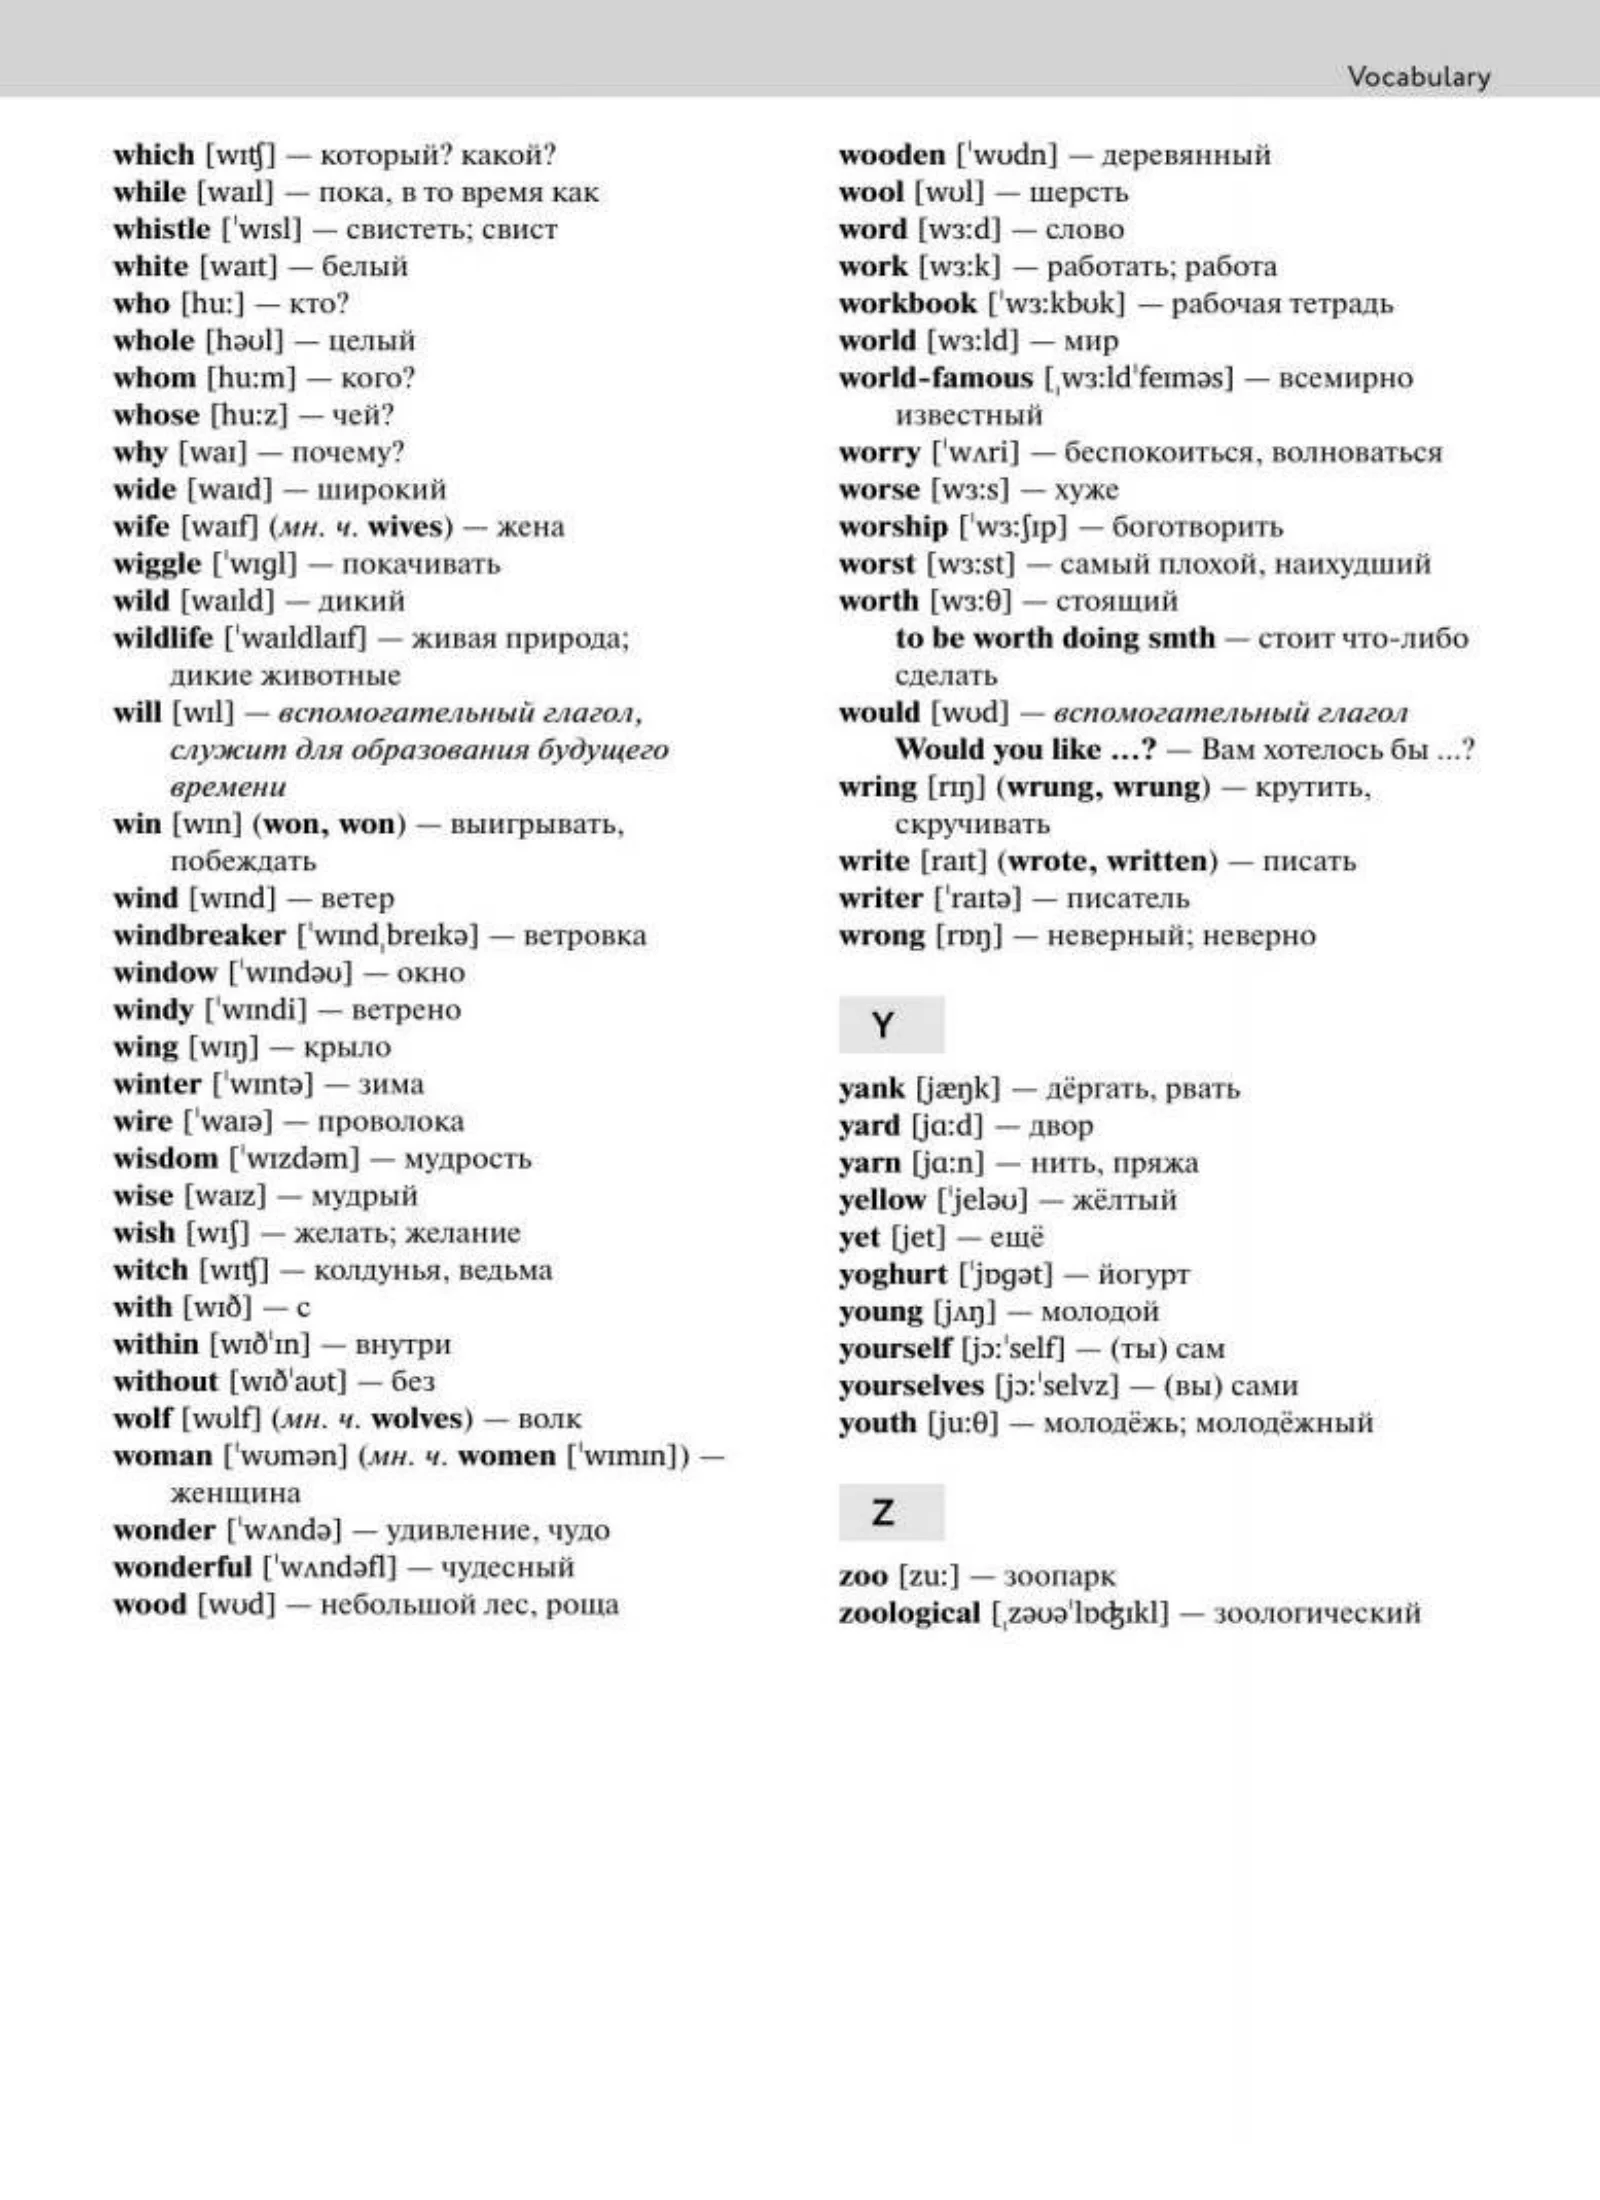 Vocabulary
which [wɪʧ] — который? какой?
while [waɪl] — пока, в то время как
whistle [ˈwɪsl] — свистеть; свист
white [waɪt] — белый
who [hu:] — кто?
whole [həʊl] — целый
whom [hu:m] — кого?
whose [hu:z] — чей?
why [waɪ] — почему?
wide [waɪd] — широкий
wife [waɪf] (мн. ч. wives) — жена
wiggle [ˈwɪgl] — покачивать
wild [waɪld] — дикий
wildlife [ˈwaɪldlaɪf] — живая природа;
дикие животные
will [wɪl] — вспомогательный глагол,
служит для образования будущего
времени
win [wɪn] (won, won) — выигрывать,
побеждать
wind [wɪnd] — ветер
windbreaker [ˈwɪndˌbreɪkə] — ветровка
window [ˈwɪndəʊ] — окно
windy [ˈwɪndi] — ветрено
wing [wɪŋ] — крыло
winter [ˈwɪntə] — зима
wire [ˈwaɪə] — проволока
wisdom [ˈwɪzdəm] — мудрость
wise [waɪz] — мудрый
wish [wɪʃ] — желать; желание
witch [wɪʧ] — колдунья, ведьма
with [wɪð] — с
within [wɪðˈɪn] — внутри
without [wɪðˈaʊt] — без
wolf [wʊlf] (мн. ч. wolves) — волк
woman [ˈwʊmən] (мн. ч. women [ˈwɪmɪn]) —
женщина
wonder [ˈwʌndə] — удивление, чудо
wonderful [ˈwʌndəfl] — чудесный
wood [wʊd] — небольшой лес, роща
wooden [ˈwʊdn] — деревянный
wool [wʊl] — шерсть
word [wɜ:d] — слово
work [wɜ:k] — работать; работа
workbook [ˈwɜ:kbʊk] — рабочая тетрадь
world [wɜ:ld] — мир
world-famous [ˌwɜ:ldˈfeɪməs] — всемирно
известный
worry [ˈwʌri] — беспокоиться, волноваться
worse [wɜ:s] — хуже
worship [ˈwɜ:ʃɪp] — боготворить
worst [wɜ:st] — самый плохой, наихудший
worth [wɜ:θ] — стоящий
to be worth doing smth — стоит что-либо
сделать
would [wʊd] — вспомогательный глагол
Would you like ...? — Вам хотелось бы ...?
wring [rɪŋ] (wrung, wrung) — крутить,
скручивать
write [raɪt] (wrote, written) — писать
writer [ˈraɪtə] — писатель
wrong [rɒŋ] — неверный; неверно
Y
yank [jæŋk] — дёргать, рвать
yard [jɑ:d] — двор
yarn [jɑ:n] — нить, пряжа
yellow [ˈjeləʊ] — жёлтый
yet [jet] — ещё
yoghurt [ˈjɒgət] — йогурт
young [jʌŋ] — молодой
yourself [jɔ:ˈself] — (ты) сам
yourselves [jɔ:ˈselvz] — (вы) сами
youth [ju:θ] — молодёжь; молодёжный
Z
zoo [zu:] — зоопарк
zoological [ˌzəʊəˈlɒʤɪkl] — зоологический